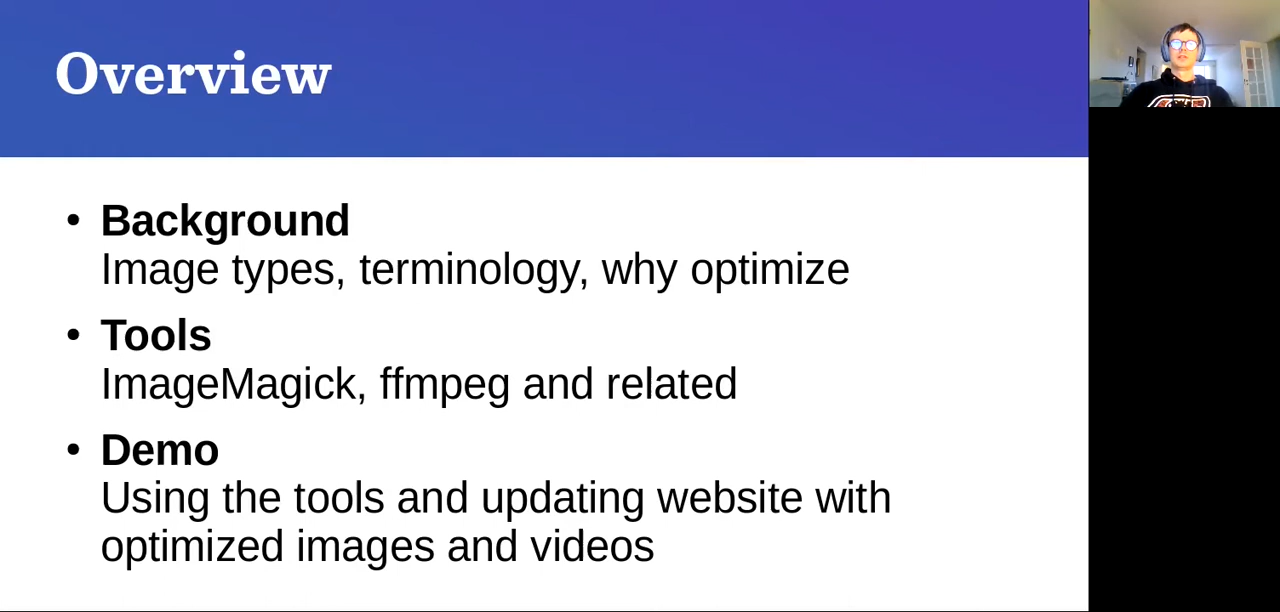 Overview
• Background
Image types, terminology, why optimize
• Tools
ImageMagick, ffmpeg and related
• Demo
Using the tools and updating website with
optimized images and videos